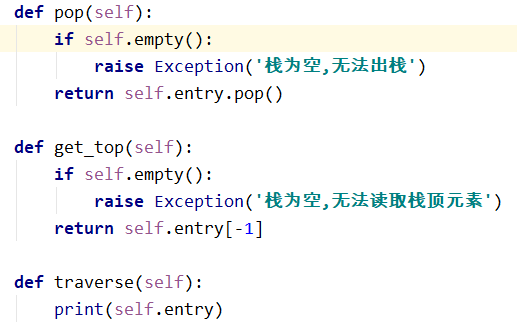 def pop(self):
    if self.empty():
        raise Exception('栈为空,无法出栈')
    return self.entry.pop()

def get_top(self):
    if self.empty():
        raise Exception('栈为空,无法读取栈顶元素')
    return self.entry[-1]

def traverse(self):
    print(self.entry)